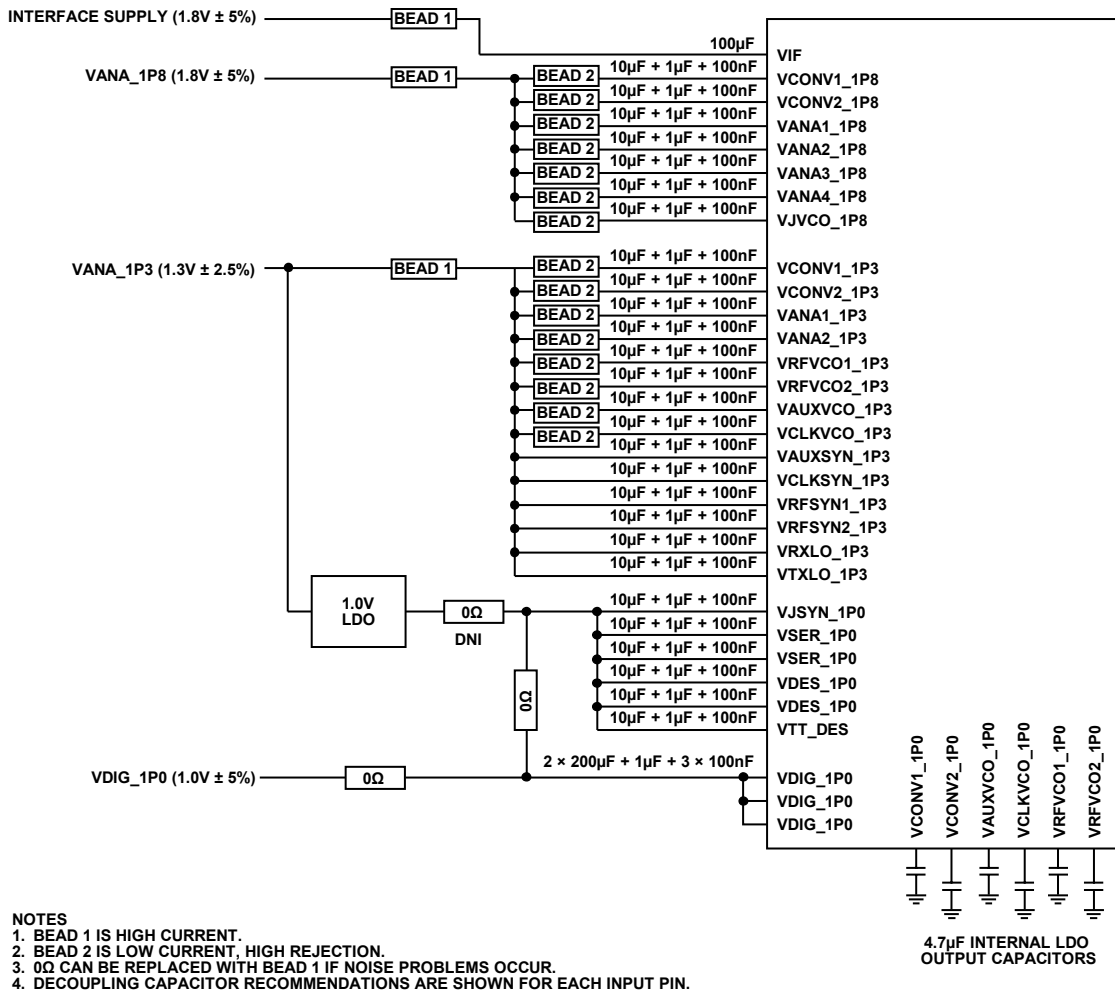 INTERFACE SUPPLY (1.8V ± 5%)
BEAD 1
100µF
VIF
VANA_1P8 (1.8V ± 5%)
BEAD 1
BEAD 2
10µF + 1µF + 100nF
VCONV1_1P8
BEAD 2
10µF + 1µF + 100nF
VCONV2_1P8
BEAD 2
10µF + 1µF + 100nF
VANA1_1P8
BEAD 2
10µF + 1µF + 100nF
VANA2_1P8
BEAD 2
10µF + 1µF + 100nF
VANA3_1P8
BEAD 2
10µF + 1µF + 100nF
VANA4_1P8
BEAD 2
10µF + 1µF + 100nF
VJVCO_1P8
VANA_1P3 (1.3V ± 2.5%)
BEAD 1
BEAD 2
10µF + 1µF + 100nF
VCONV1_1P3
BEAD 2
10µF + 1µF + 100nF
VCONV2_1P3
BEAD 2
10µF + 1µF + 100nF
VANA1_1P3
BEAD 2
10µF + 1µF + 100nF
VANA2_1P3
BEAD 2
10µF + 1µF + 100nF
VRFVCO1_1P3
BEAD 2
10µF + 1µF + 100nF
VRFVCO2_1P3
BEAD 2
10µF + 1µF + 100nF
VAUXVCO_1P3
BEAD 2
10µF + 1µF + 100nF
VCLKVCO_1P3
10µF + 1µF + 100nF
VAUXSYN_1P3
10µF + 1µF + 100nF
VCLKSYN_1P3
10µF + 1µF + 100nF
VRFSYN1_1P3
10µF + 1µF + 100nF
VRFSYN2_1P3
10µF + 1µF + 100nF
VRXLO_1P3
10µF + 1µF + 100nF
VTXLO_1P3
1.0V
LDO
0Ω
DNI
10µF + 1µF + 100nF
VJSYN_1P0
10µF + 1µF + 100nF
VSER_1P0
10µF + 1µF + 100nF
VSER_1P0
10µF + 1µF + 100nF
VDES_1P0
10µF + 1µF + 100nF
VDES_1P0
10µF + 1µF + 100nF
VTT_DES
0Ω
VDIG_1P0 (1.0V ± 5%)
0Ω
2 × 200µF + 1µF + 3 × 100nF
VDIG_1P0
VDIG_1P0
VDIG_1P0
VCONV1_1P0
VCONV2_1P0
VAUXVCO_1P0
VCLKVCO_1P0
VRFVCO1_1P0
VRFVCO2_1P0
4.7µF INTERNAL LDO
OUTPUT CAPACITORS
NOTES
1. BEAD 1 IS HIGH CURRENT.
2. BEAD 2 IS LOW CURRENT, HIGH REJECTION.
3. 0Ω CAN BE REPLACED WITH BEAD 1 IF NOISE PROBLEMS OCCUR.
4. DECOUPLING CAPACITOR RECOMMENDATIONS ARE SHOWN FOR EACH INPUT PIN.